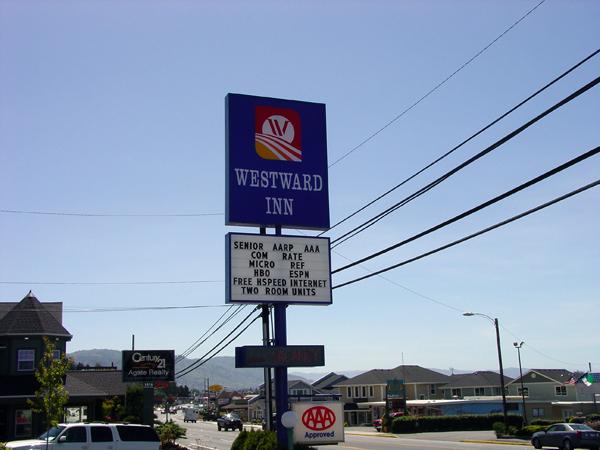 W
WESTWARD
INN
SENIOR AARP AAA
COM RATE
MICRO REF
HBO ESPN
FREE HSPEED INTERNET
TWO ROOM UNITS
VACANCY
Century 21
Agate Realty
AAA
Approved